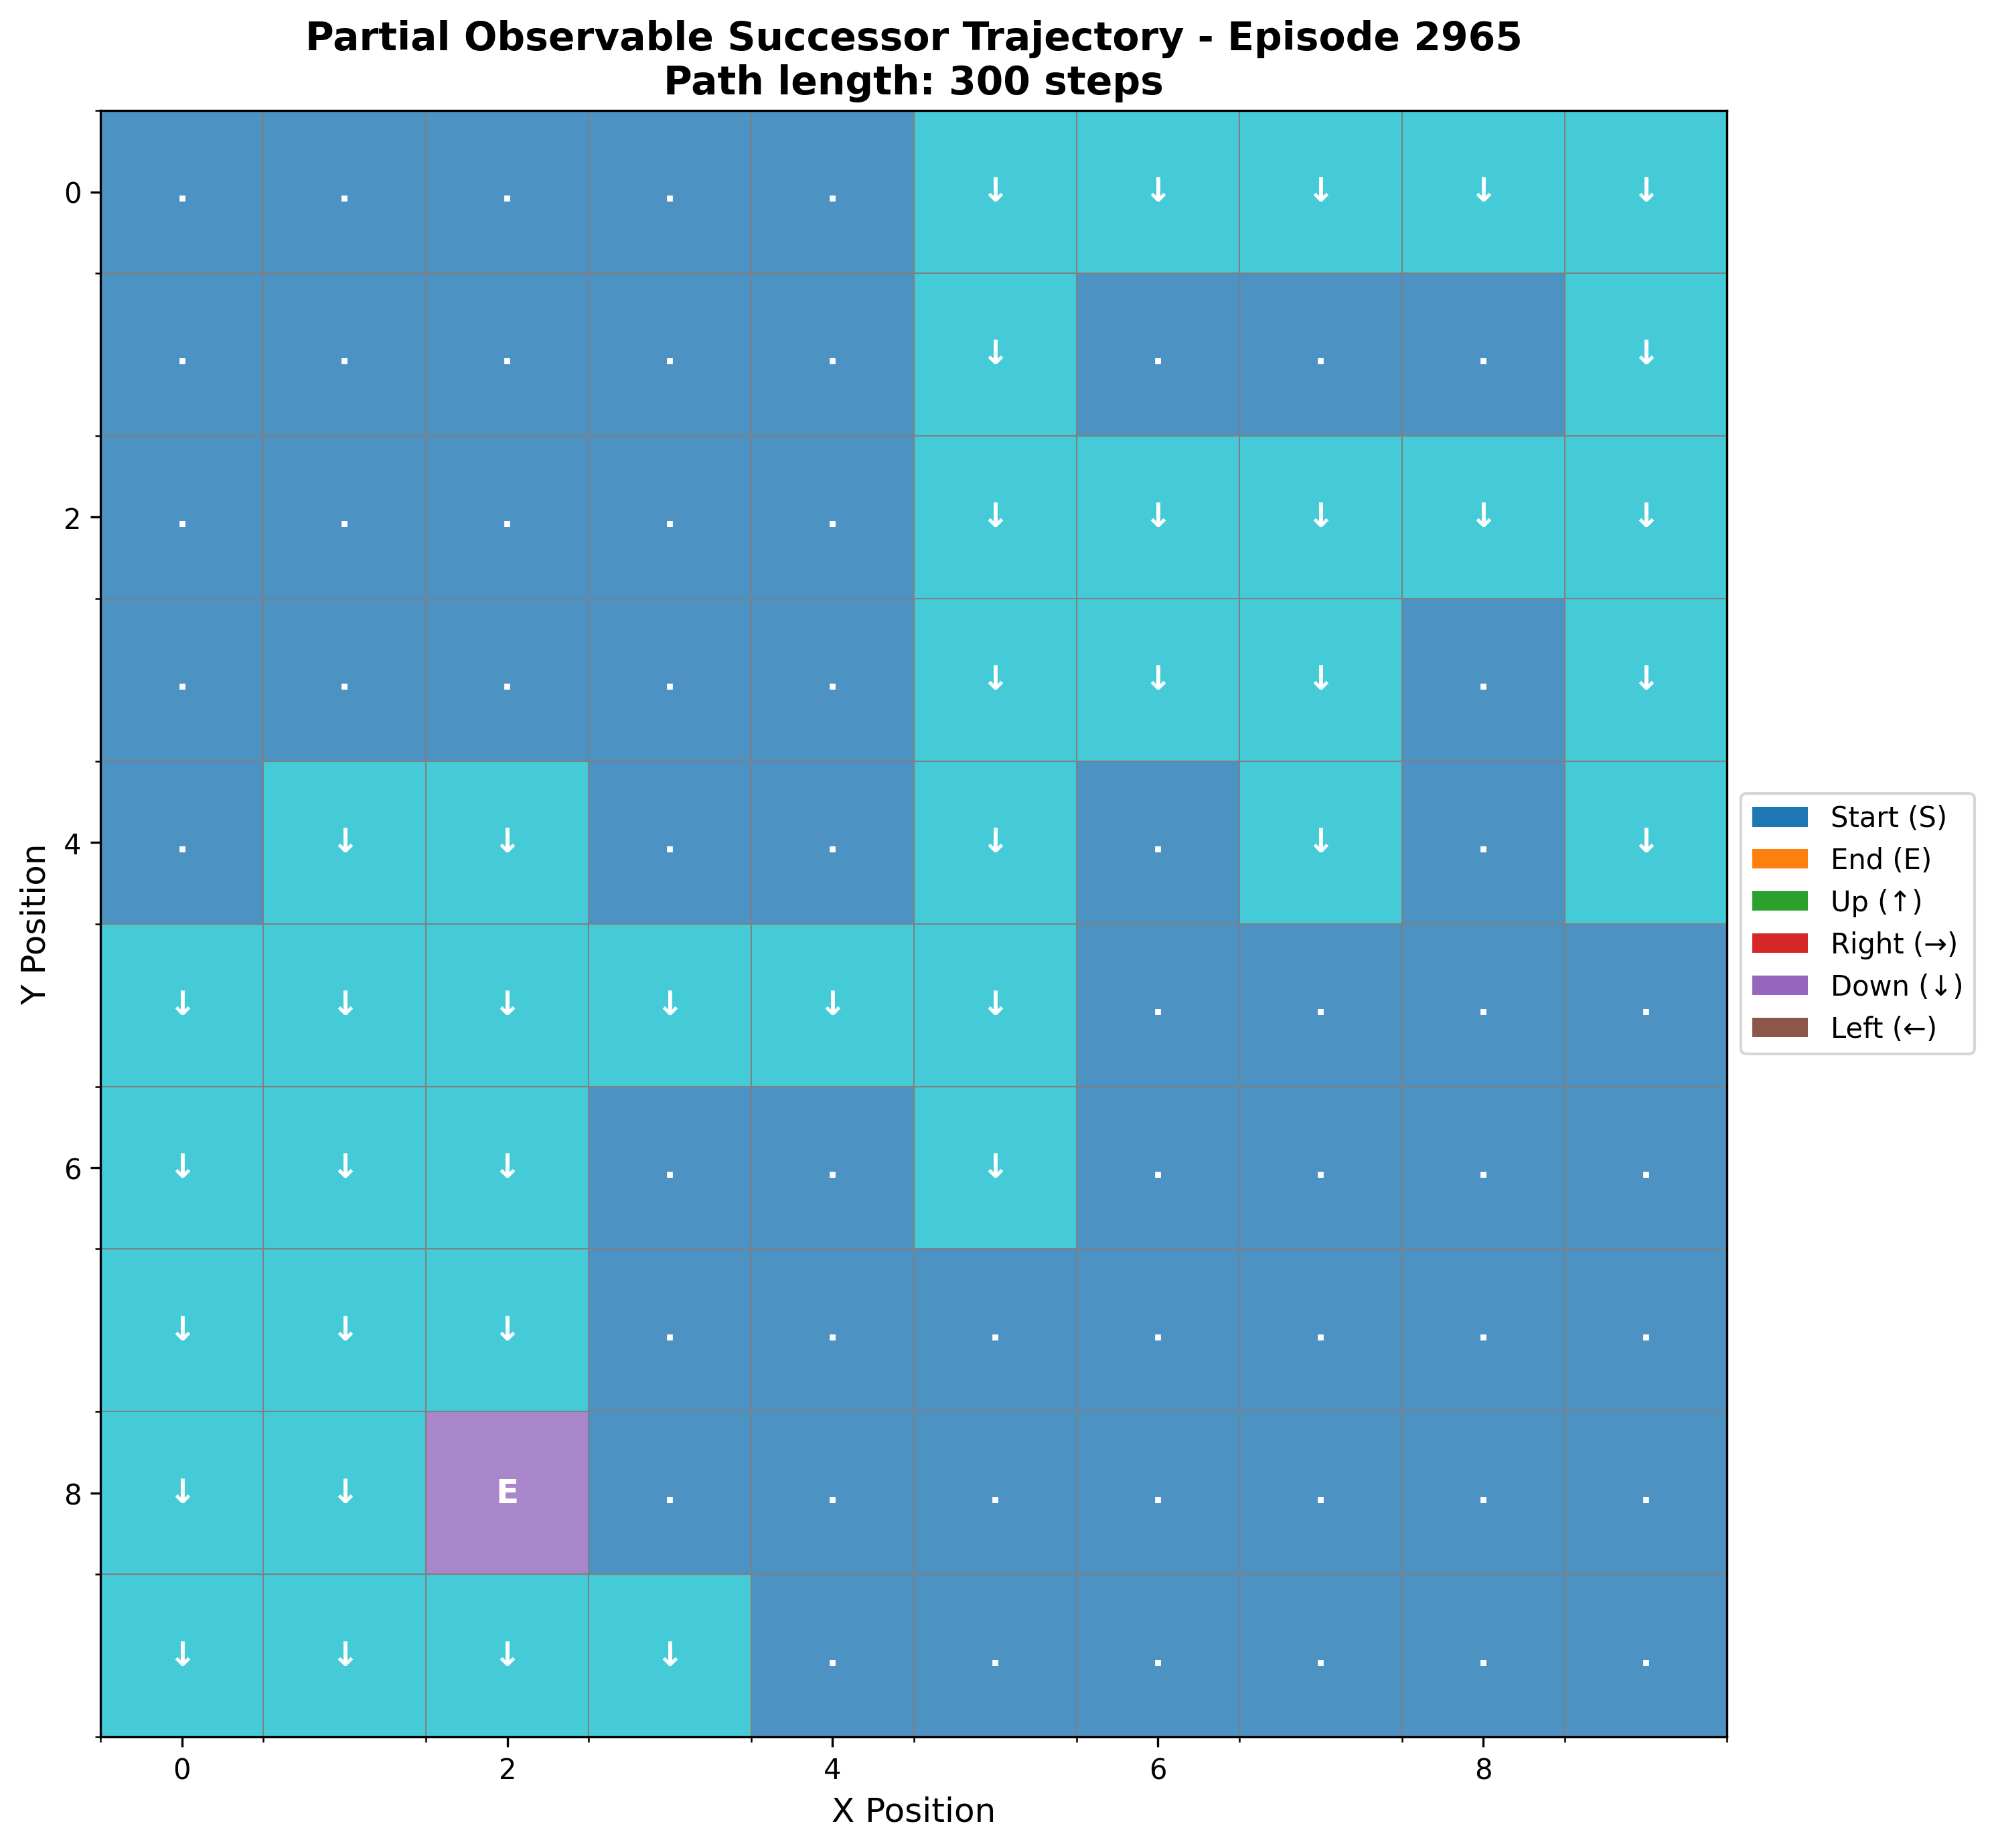 Partial Observable Successor Trajectory - Episode 2965
Path length: 300 steps
0 . . . . . ↓ ↓ ↓ ↓ ↓
. . . . . ↓ . . . ↓
2 . . . . . ↓ ↓ ↓ ↓ ↓
. . . . . ↓ ↓ ↓ . ↓
4 . ↓ ↓ . . ↓ . ↓ . ↓
↓ ↓ ↓ ↓ ↓ ↓ . . . .
6 ↓ ↓ ↓ . . ↓ . . . .
↓ ↓ ↓ . . . . . . .
8 ↓ ↓ E . . . . . . .
↓ ↓ ↓ ↓ . . . . . .
0 2 4 6 8
X Position
Y Position
Start (S)
End (E)
Up (↑)
Right (→)
Down (↓)
Left (←)